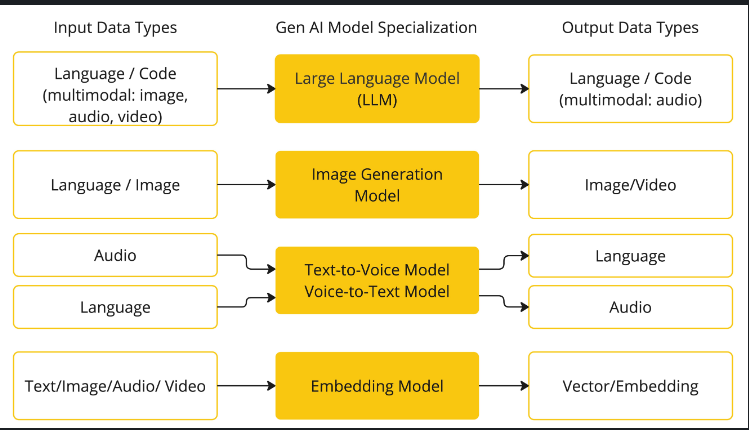 Input Data Types
Gen AI Model Specialization
Output Data Types
Language / Code
(multimodal: image,
audio, video)
Large Language Model
(LLM)
Language / Code
(multimodal: audio)
Language / Image
Image Generation
Model
Image/Video
Audio
Language
Text-to-Voice Model
Voice-to-Text Model
Language
Audio
Text/Image/Audio/ Video
Embedding Model
Vector/Embedding